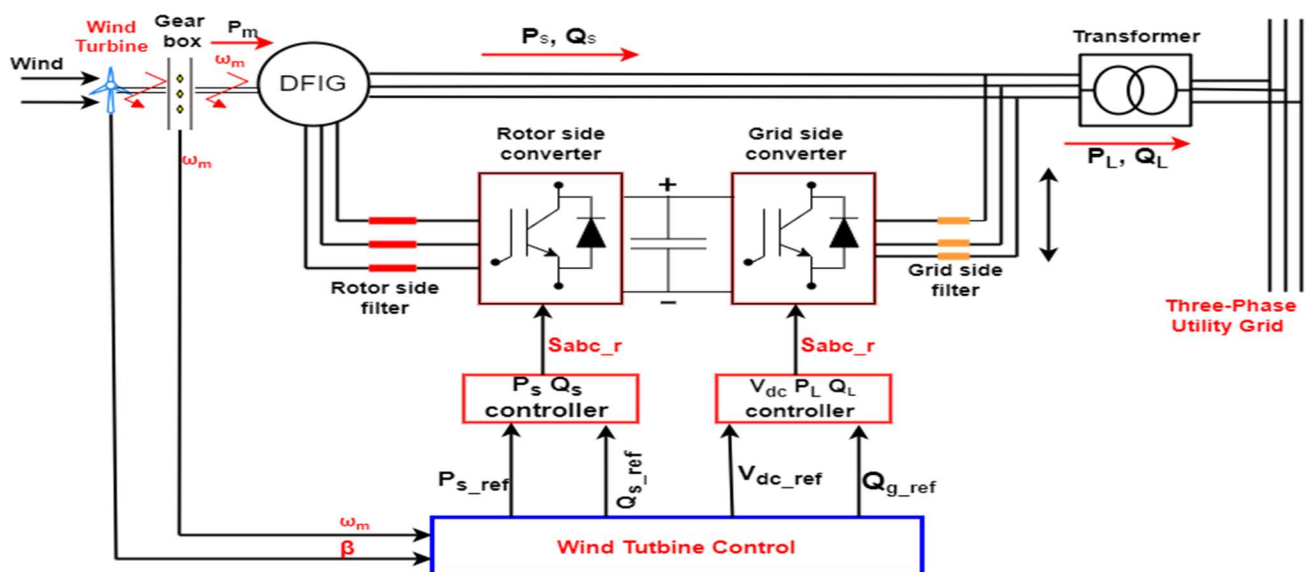 Wind
Turbine
Gear
box
Pm
ωm
Wind
DFIG
Ps, Qs
Transformer
ωm
Rotor side
converter
Grid side
converter
PL, QL
+
−
Rotor side
filter
Grid side
filter
Three-Phase
Utility Grid
Sabc_r
Sabc_r
Ps Qs
controller
Vdc PL QL
controller
Ps_ref
Qs_ref
Vdc_ref
Qg_ref
ωm
β
Wind Tutbine Control